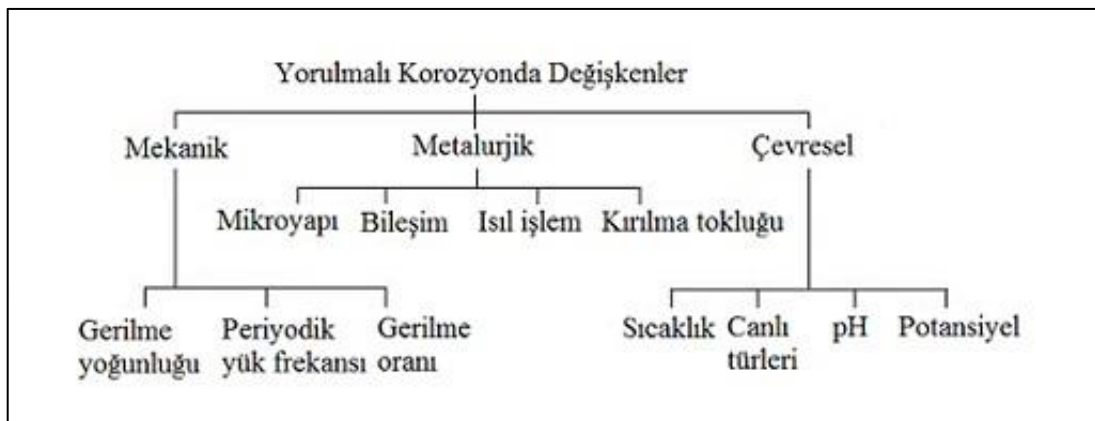 Yorulmalı Korozyonda Değişkenler
Mekanik
Metalurjik
Çevresel
Mikroyapı
Bileşim
Isıl işlem
Kırılma tokluğu
Gerilme
yoğunluğu
Periyodik
yük frekansı
Gerilme
oranı
Sıcaklık
Canlı
türleri
pH
Potansiyel